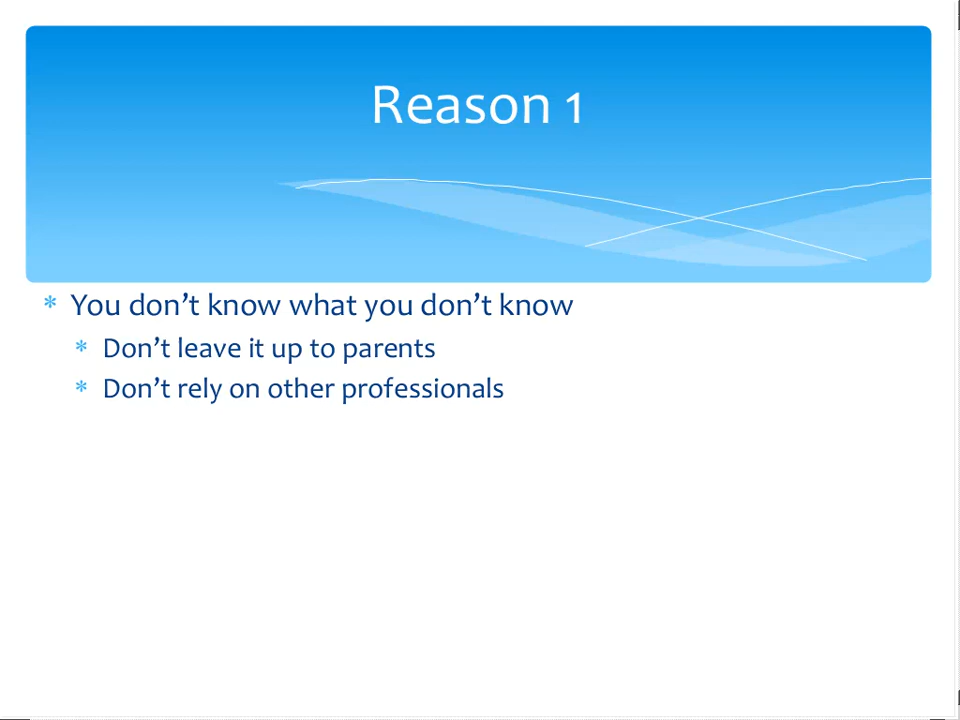 Reason 1
* You don’t know what you don’t know
* Don’t leave it up to parents
* Don’t rely on other professionals